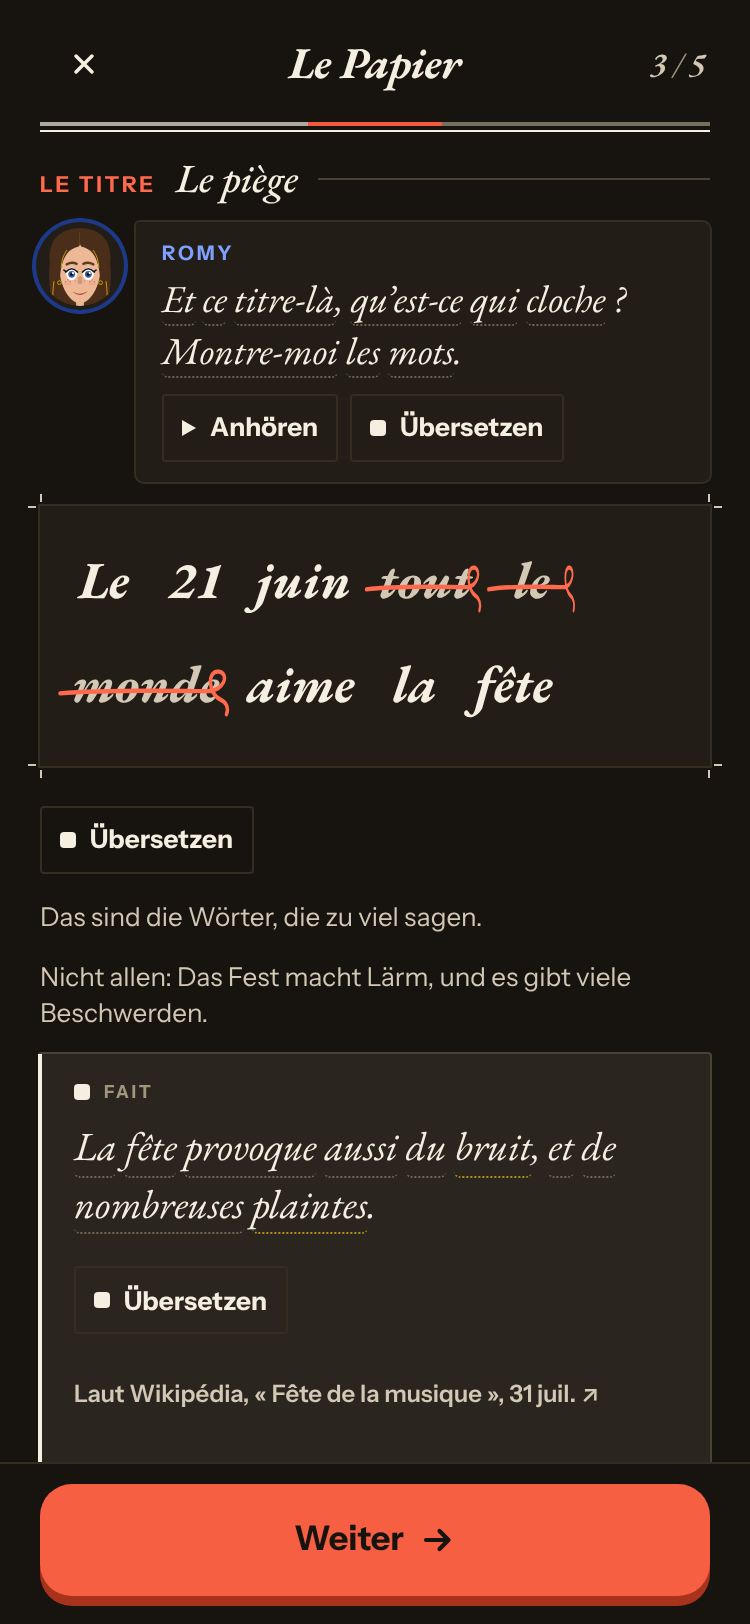 Le Papier
3 / 5
LE TITRE Le piège
ROMY
Et ce titre-là, qu’est-ce qui cloche ?
Montre-moi les mots.
Anhören Übersetzen
Le 21 juin tout le
monde aime la fête
Übersetzen
Das sind die Wörter, die zu viel sagen.
Nicht allen: Das Fest macht Lärm, und es gibt viele
Beschwerden.
FAIT
La fête provoque aussi du bruit, et de
nombreuses plaintes.
Übersetzen
Laut Wikipédia, « Fête de la musique », 31 juil. ↗
Weiter →